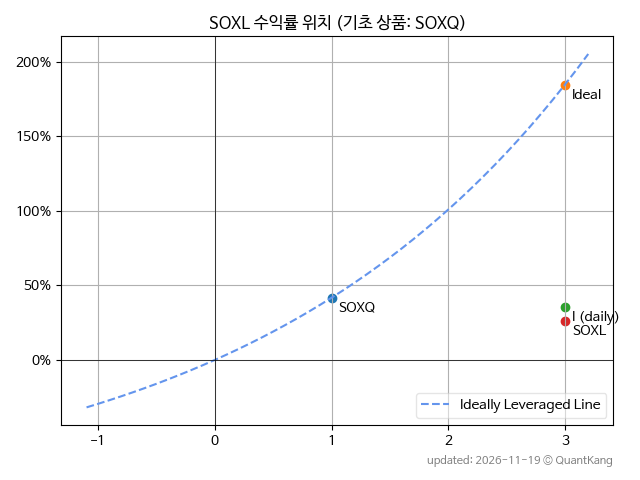 SOXL 수익률 위치 (기초 상품: SOXQ)
200%
150%
100%
50%
0%
Ideal
SOXQ
I (daily)
SOXL
Ideally Leveraged Line
−1 0 1 2 3
updated: 2026-11-19 © QuantKang